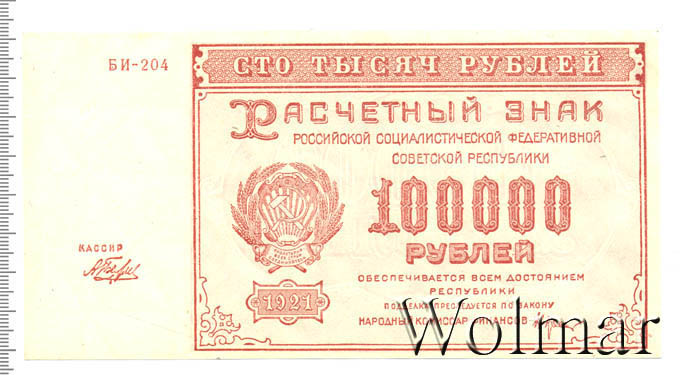 БИ-204
СТО ТЫСЯЧ РУБЛЕЙ
РАСЧЕТНЫЙ ЗНАК
РОССИЙСКОЙ СОЦИАЛИСТИЧЕСКОЙ ФЕДЕРАТИВНОЙ
СОВЕТСКОЙ РЕСПУБЛИКИ
100000
РУБЛЕЙ
КАССИР
ОБЕСПЕЧИВАЕТСЯ ВСЕМ ДОСТОЯНИЕМ
РЕСПУБЛИКИ
1921
ПОДДЕЛКА ПРЕСЛЕДУЕТСЯ ПО ЗАКОНУ
НАРОДНЫЙ КОМИССАР ФИНАНСОВ
Wolmar